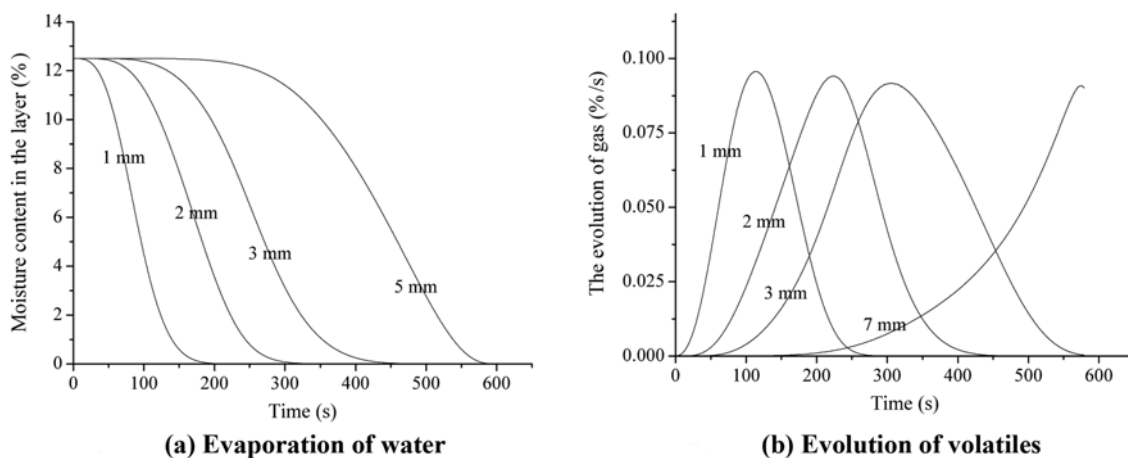 14
12
10
8
6
4
2
0
Moisture content in the layer (%)
1 mm
2 mm
3 mm
5 mm
0 100 200 300 400 500 600
Time (s)
(a) Evaporation of water
0.100
0.075
0.050
0.025
0.000
The evolution of gas (%/s)
1 mm
2 mm
3 mm
7 mm
0 100 200 300 400 500 600
Time (s)
(b) Evolution of volatiles